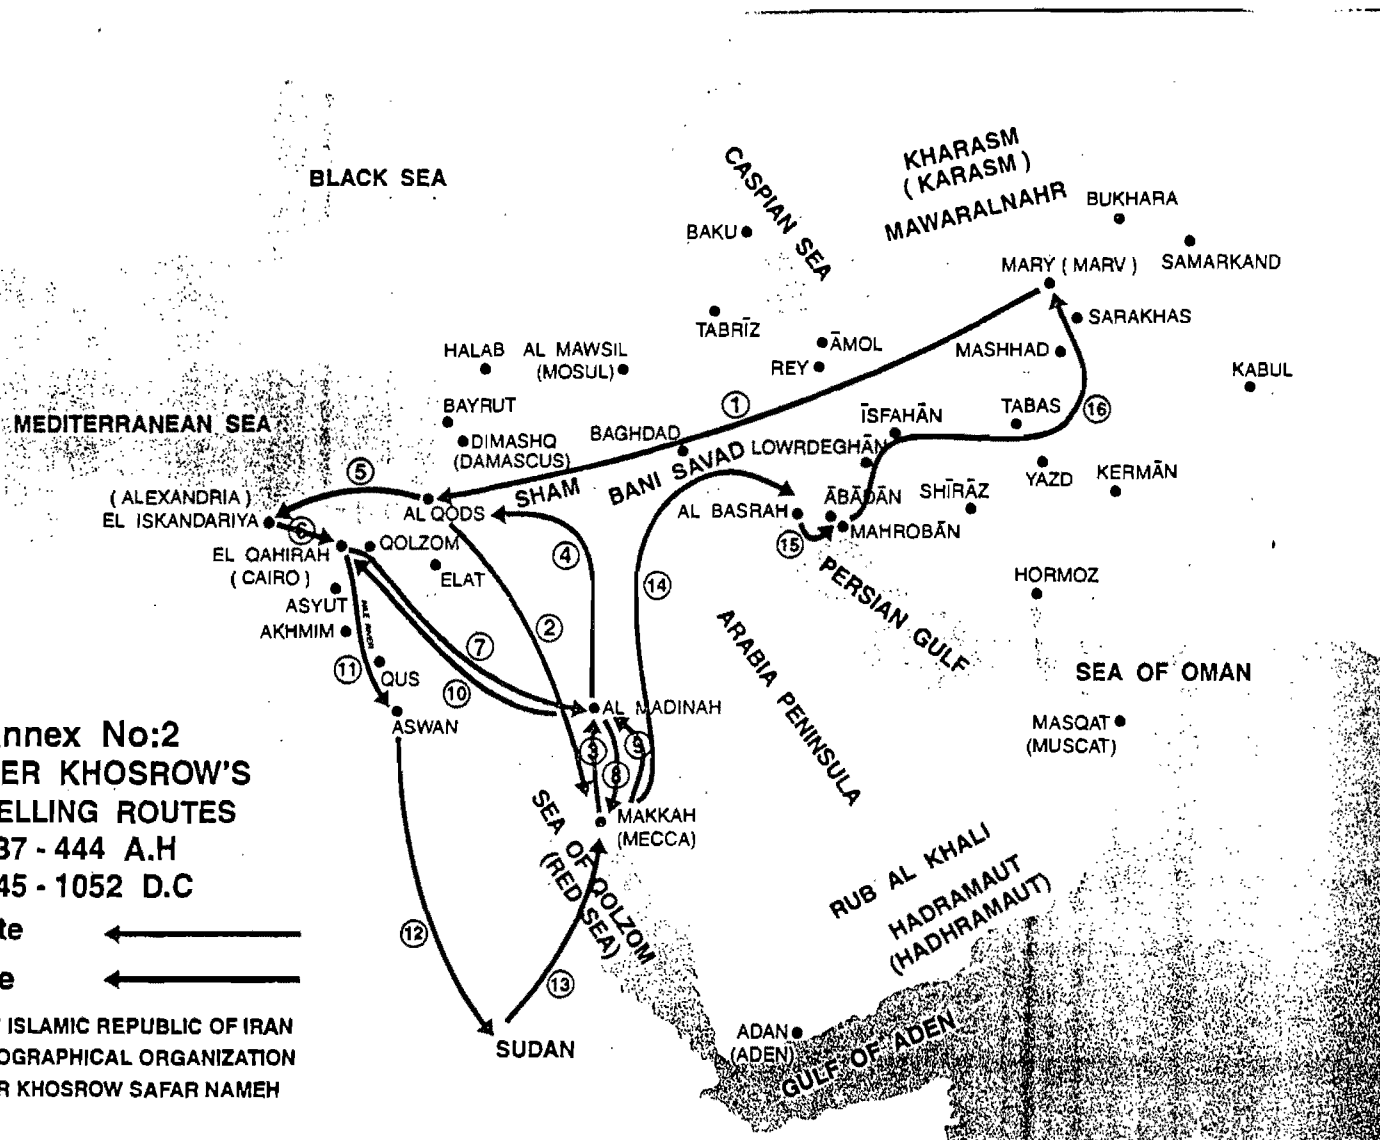 BLACK SEA
CASPIAN SEA
KHARASM
( KARASM )
MAWARALNAHR
BUKHARA
BAKU
SAMARKAND
MARY ( MARV )
SARAKHAS
TABRĪZ
ĀMOL
REY
MASHHAD
HALAB
AL MAWSIL
(MOSUL)
KABUL
BAYRUT
MEDITERRANEAN SEA
DIMASHQ
(DAMASCUS)
BAGHDAD
1
ĪSFAHĀN
TABAS
16
LOWRDEGHĀN
BANI SAVAD
SHAM
5
YAZD
KERMĀN
( ALEXANDRIA )
EL ISKANDARIYA
6
AL QODS
AL BASRAH
ĀBĀDĀN
SHĪRĀZ
MAHROBĀN
15
EL QAHIRAH
( CAIRO )
QOLZOM
ELAT
4
14
PERSIAN GULF
HORMOZ
ASYUT
NILE RIVER
AKHMIM
2
7
11
QUS
10
ARABIA PENINSULA
SEA OF OMAN
ASWAN
AL MADINAH
MASQAT
(MUSCAT)
3
9
8
MAKKAH
(MECCA)
SEA OF QOLZOM
(RED SEA)
RUB AL KHALI
HADRAMAUT
(HADHRAMAUT)
12
13
SUDAN
ADAN
(ADEN)
GULF OF ADEN
nnex No:2
ER KHOSROW'S
ELLING ROUTES
37 - 444 A.H
45 - 1052 D.C
te
e
ISLAMIC REPUBLIC OF IRAN
OGRAPHICAL ORGANIZATION
R KHOSROW SAFAR NAMEH